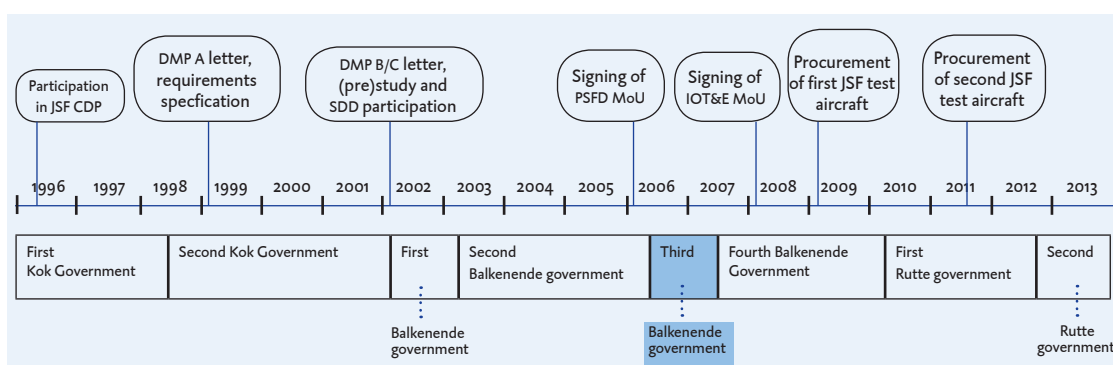 Participation
in JSF CDP
DMP A letter,
requirements
specfication
DMP B/C letter,
(pre)study and
SDD participation
Signing of
PSFD MoU
Signing of
IOT&E MoU
Procurement
of first JSF test
aircraft
Procurement
of second JSF
test aircraft
1996 1997 1998 1999 2000 2001 2002 2003 2004 2005 2006 2007 2008 2009 2010 2011 2012 2013
First
Kok Government
Second Kok Government
First
Balkenende
government
Second
Balkenende government
Third
Balkenende
government
Fourth Balkenende
Government
First
Rutte government
Second
Rutte
government